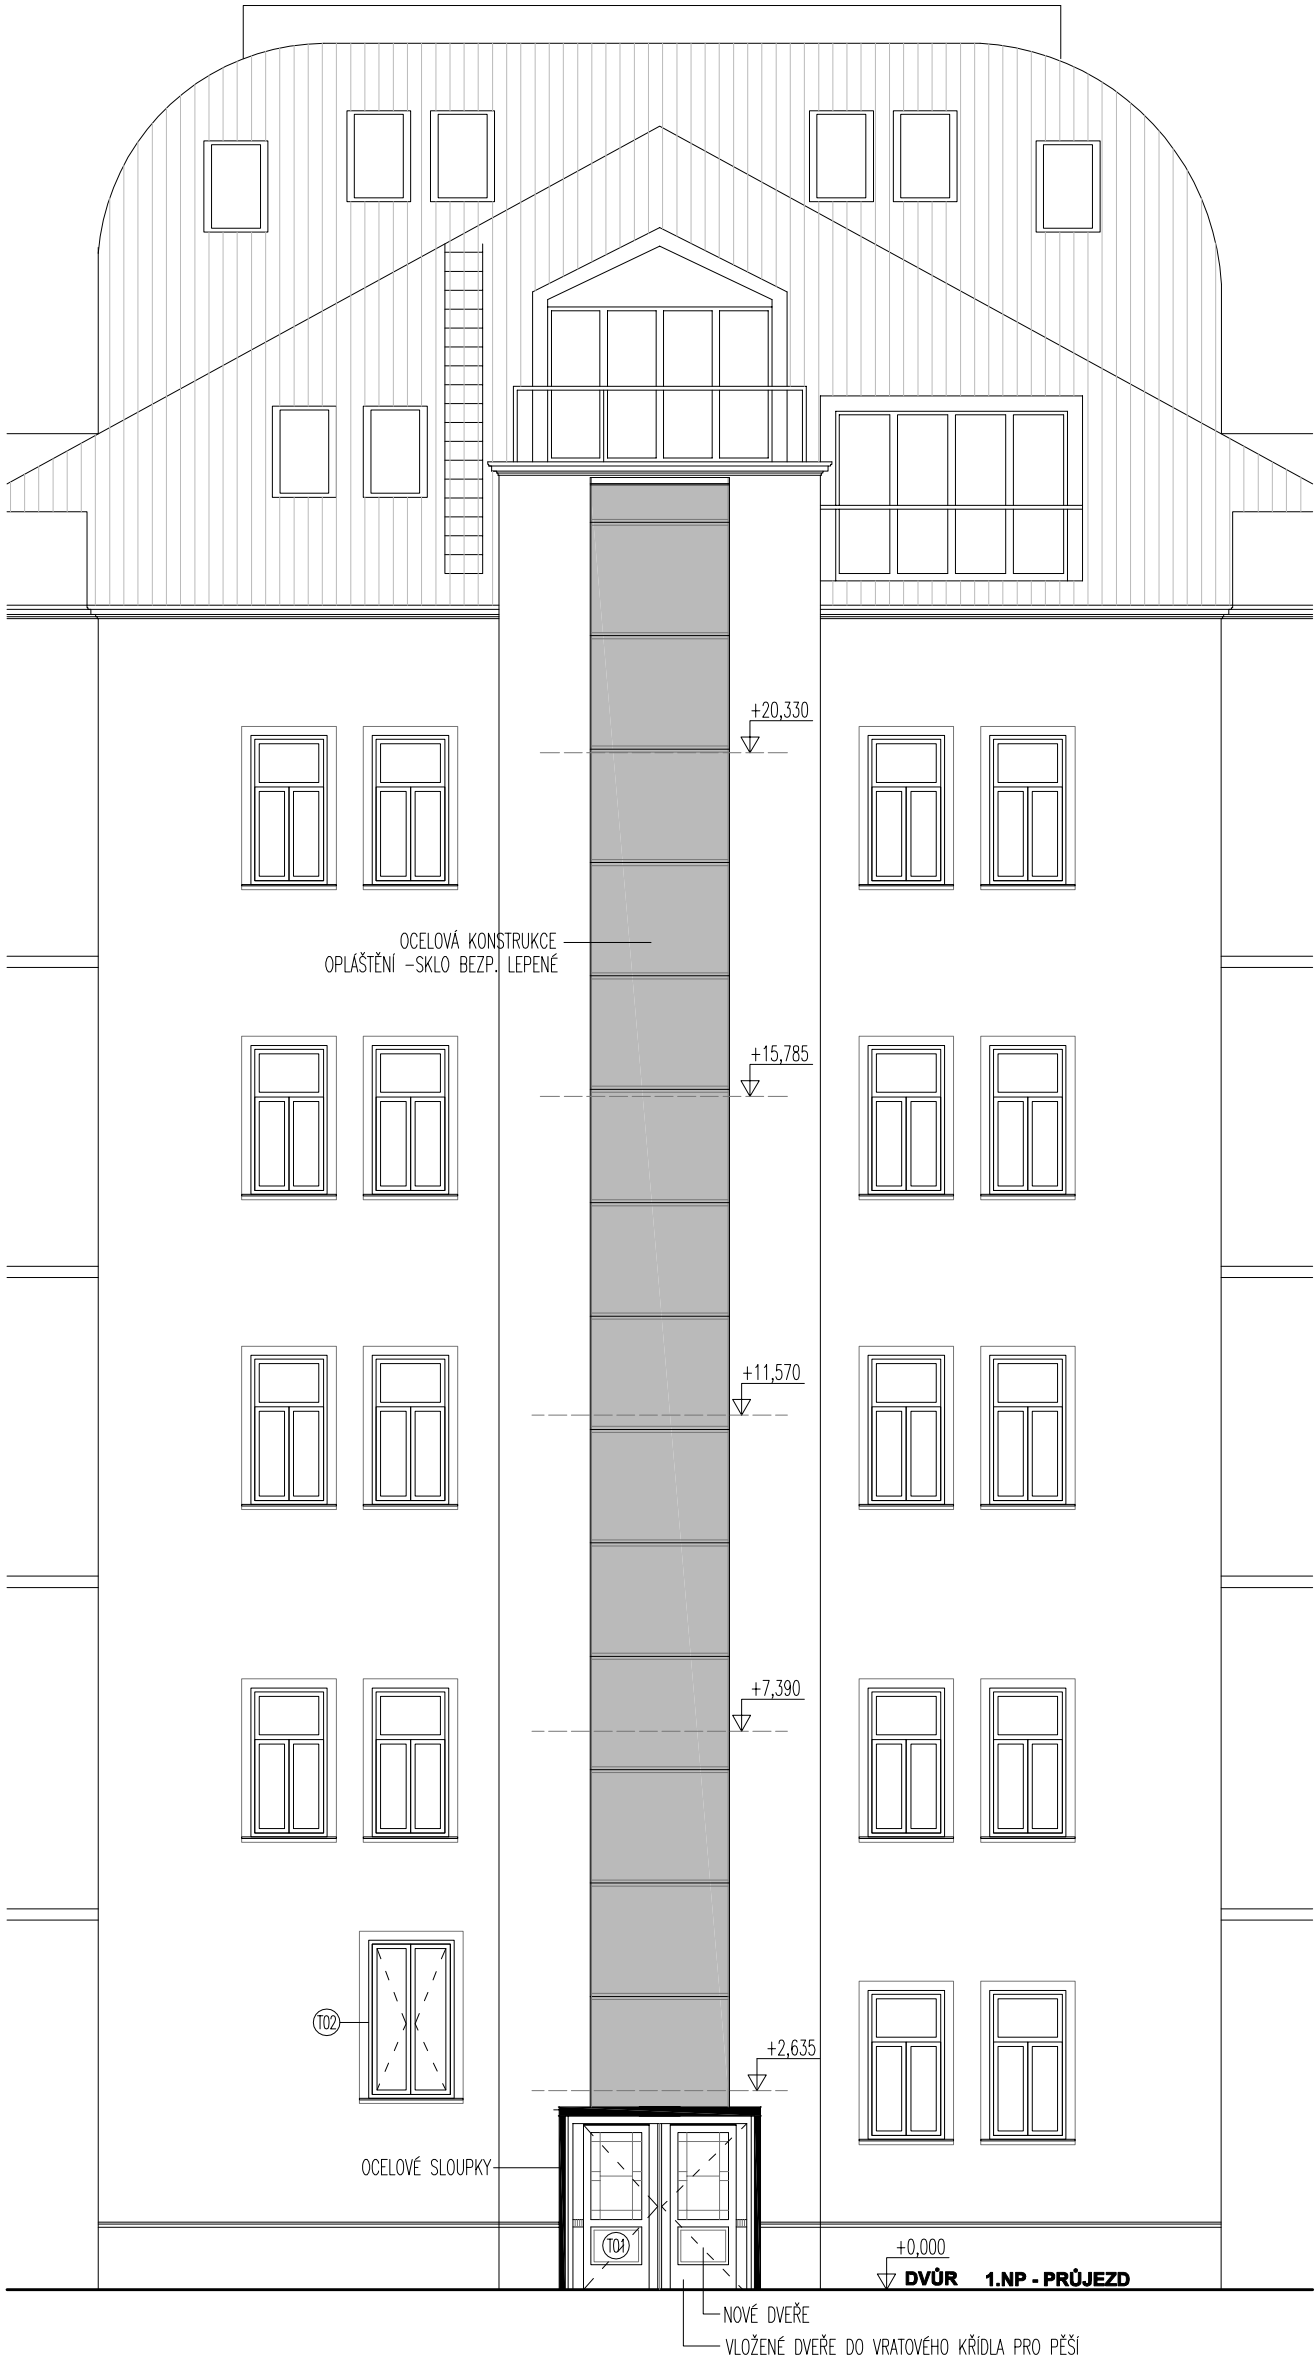 +20,330
OCELOVÁ KONSTRUKCE
OPLÁŠTĚNÍ -SKLO BEZP. LEPENÉ
+15,785
+11,570
+7,390
T02
+2,635
OCELOVÉ SLOUPKY
T01
+0,000
DVŮR 1.NP - PRŮJEZD
NOVÉ DVEŘE
VLOŽENÉ DVEŘE DO VRATOVÉHO KŘÍDLA PRO PĚŠÍ